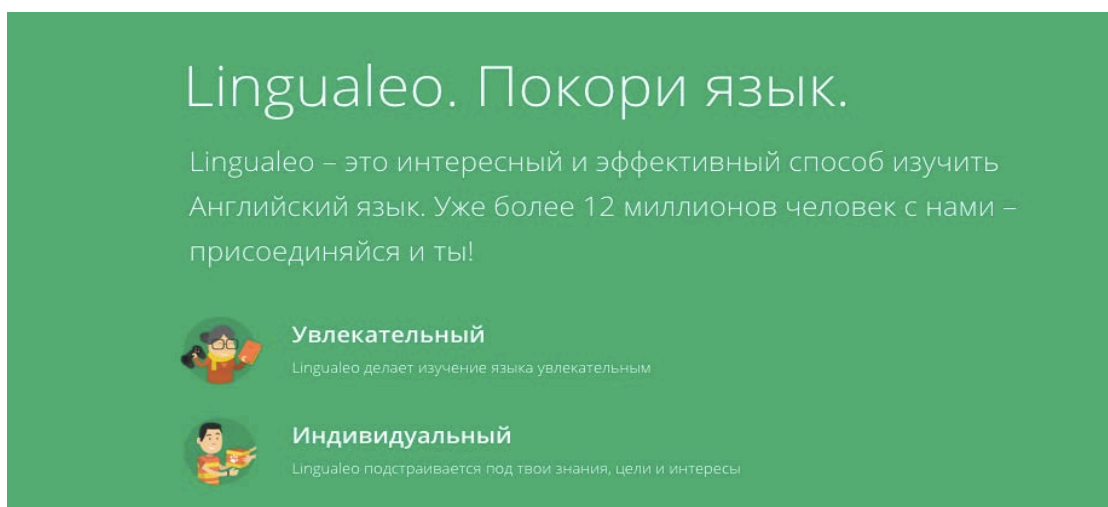 Lingualeo. Покори язык.
Lingualeo – это интересный и эффективный способ изучить
Английский язык. Уже более 12 миллионов человек с нами –
присоединяйся и ты!
Увлекательный
Lingualeo делает изучение языка увлекательным
Индивидуальный
Lingualeo подстраивается под твои знания, цели и интересы